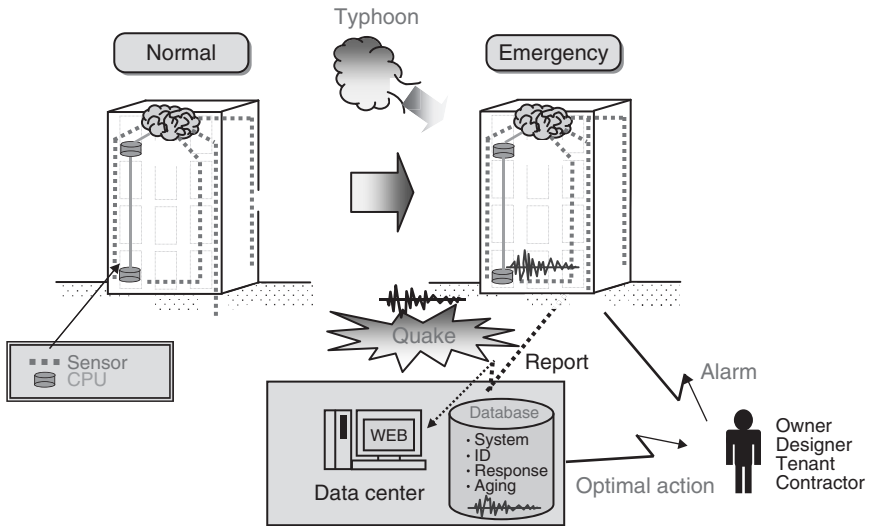 Typhoon
Normal
Emergency
Quake
Sensor
CPU
Report
Alarm
WEB
Data center
Database
· System
· ID
· Response
· Aging
Optimal action
Owner
Designer
Tenant
Contractor